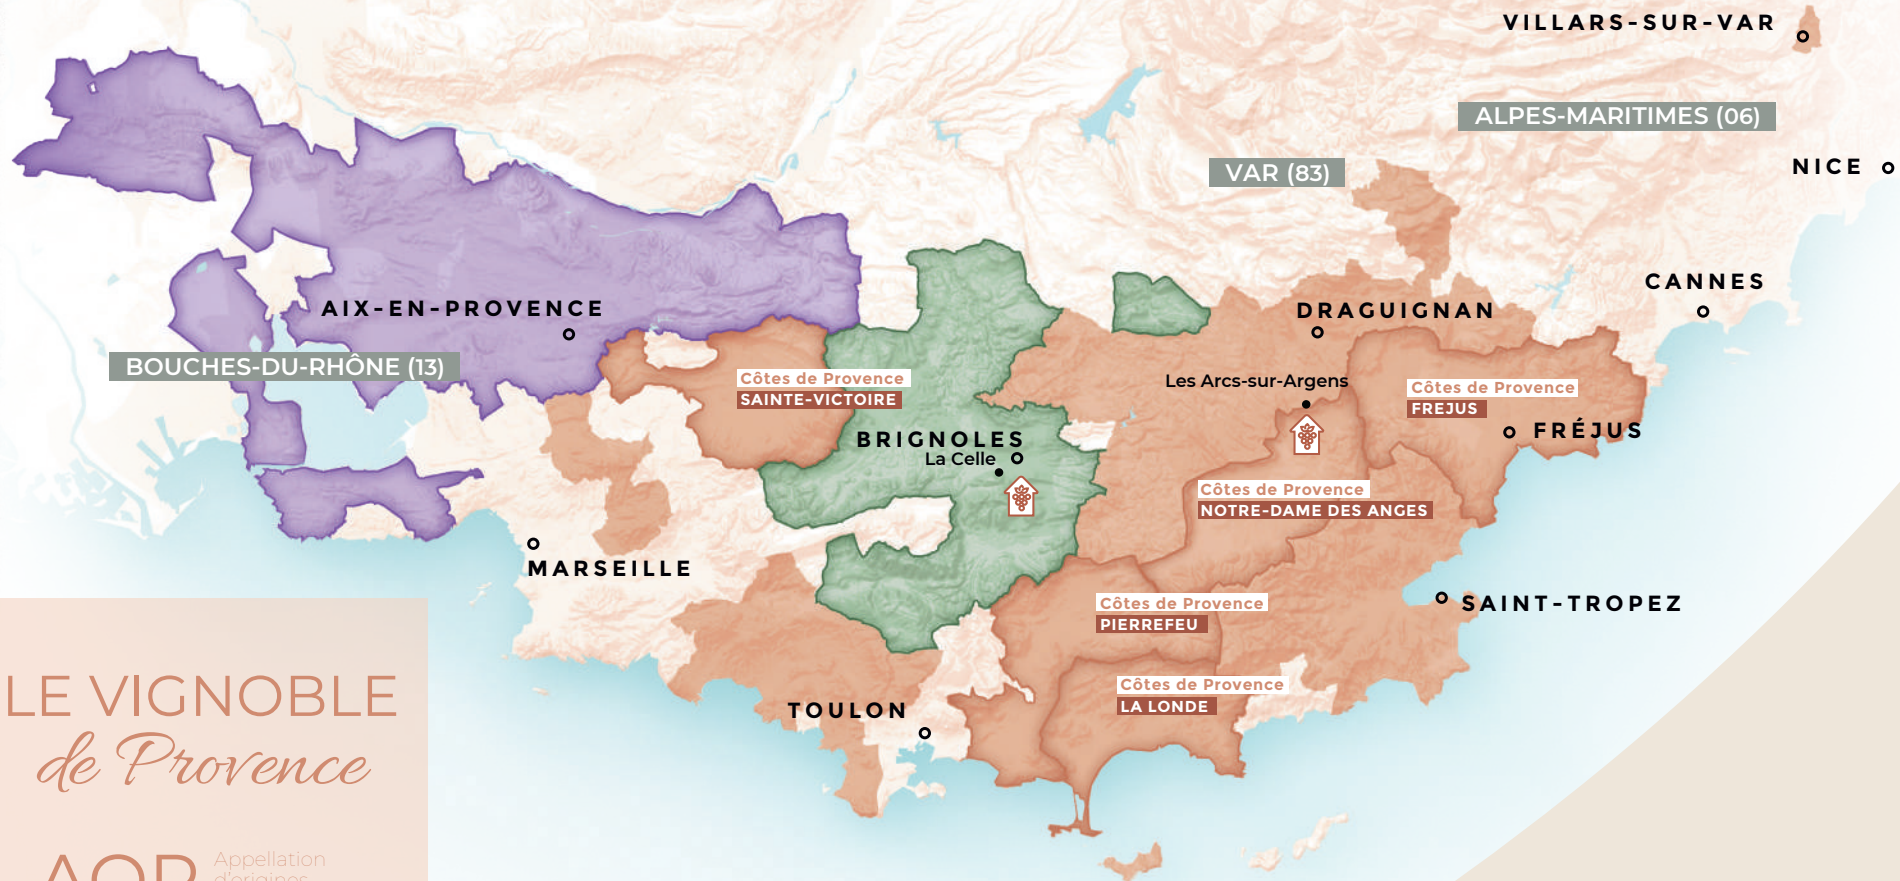 VILLARS-SUR-VAR
ALPES-MARITIMES (06)
NICE
VAR (83)
CANNES
AIX-EN-PROVENCE
DRAGUIGNAN
BOUCHES-DU-RHÔNE (13)
Côtes de Provence
SAINTE-VICTOIRE
Les Arcs-sur-Argens
Côtes de Provence
FREJUS
FRÉJUS
BRIGNOLES
La Celle
Côtes de Provence
NOTRE-DAME DES ANGES
MARSEILLE
Côtes de Provence
PIERREFEU
SAINT-TROPEZ
Côtes de Provence
LA LONDE
TOULON
LE VIGNOBLE
de Provence
AOP
Appellation
d'origines